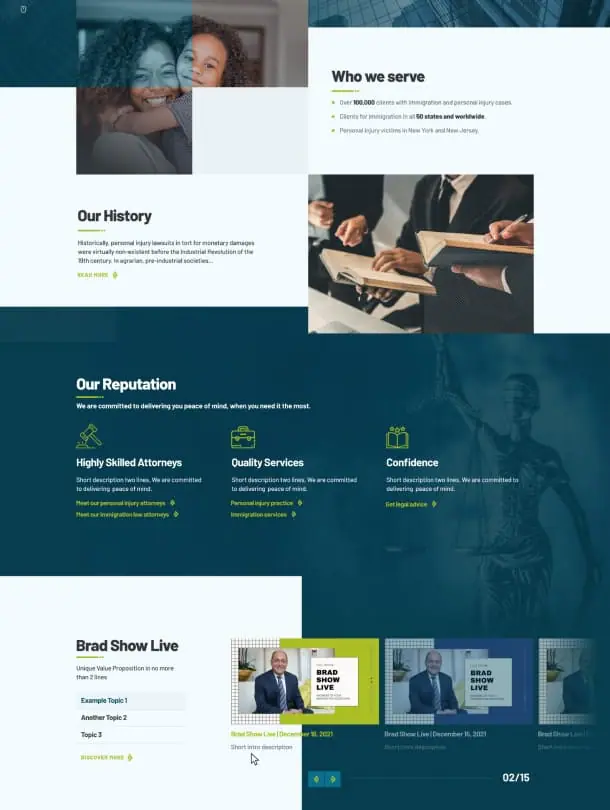 Who we serve
Over 100,000 clients with immigration and personal injury cases.
Clients for immigration in all 50 states and worldwide.
Personal injury victims in New York and New Jersey.
Our History
Historically, personal injury lawsuits in tort for monetary damages
were virtually non-existent before the Industrial Revolution of the
19th century. In agrarian, pre-industrial societies...
READ MORE
Our Reputation
We are committed to delivering you peace of mind, when you need it the most.
Highly Skilled Attorneys
Short description two lines. We are committed
to delivering peace of mind.
Meet our personal injury attorneys
Meet our immigration law attorneys
Quality Services
Short description two lines. We are committed
to delivering peace of mind.
Personal injury practice
Immigration services
Confidence
Short description two lines. We are committed
to delivering peace of mind.
Get legal advice
Brad Show Live
Unique Value Proposition in no more
than 2 lines
Example Topic 1
Another Topic 2
Topic 3
DISCOVER MORE
BRAD
SHOW
LIVE
Brad Show Live | December 16, 2021
Short intro description
BRAD
SHOW
LIVE
Brad Show Live | December 16, 2021
Short intro description
Brad Show Live
Short intro
02/15